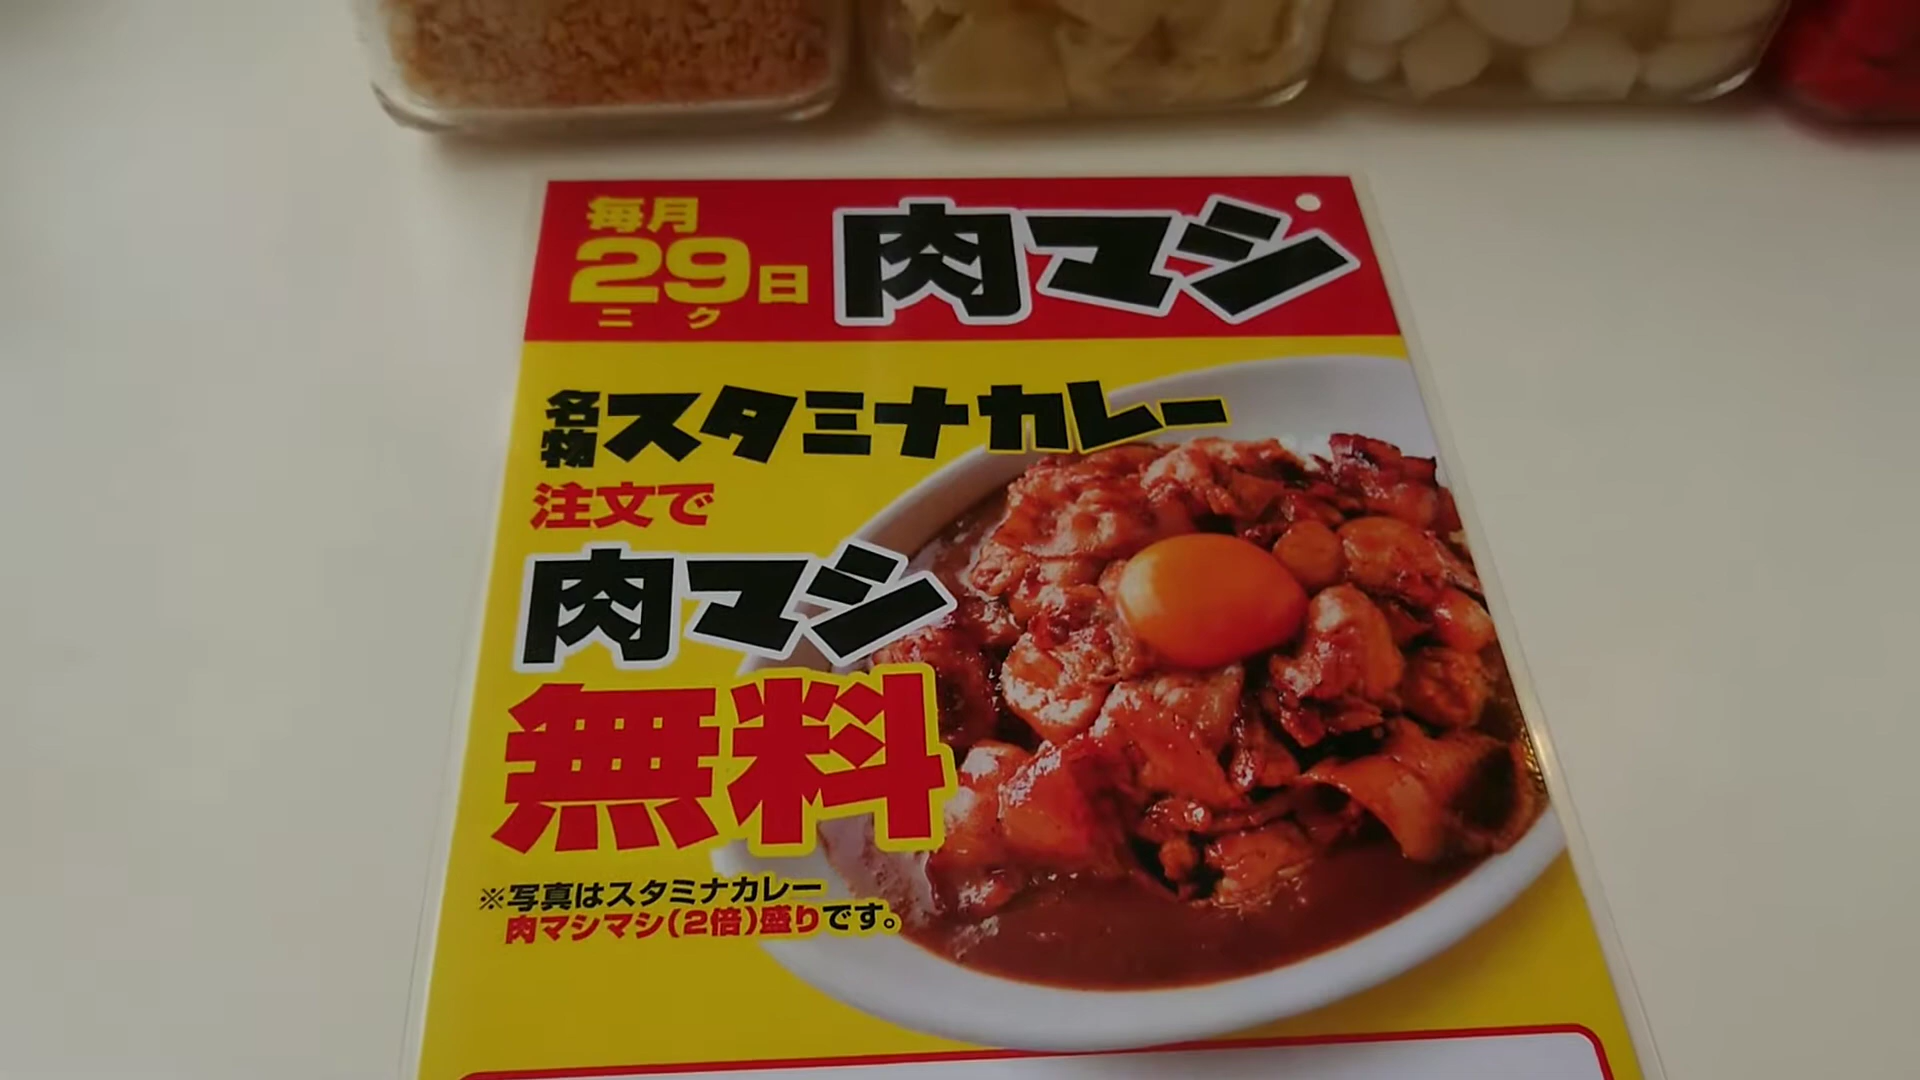 毎月
29日
ニク
肉マシ
名物スタミナカレー
注文で
肉マシ
無料
※写真はスタミナカレー
肉マシマシ(2倍)盛りです。